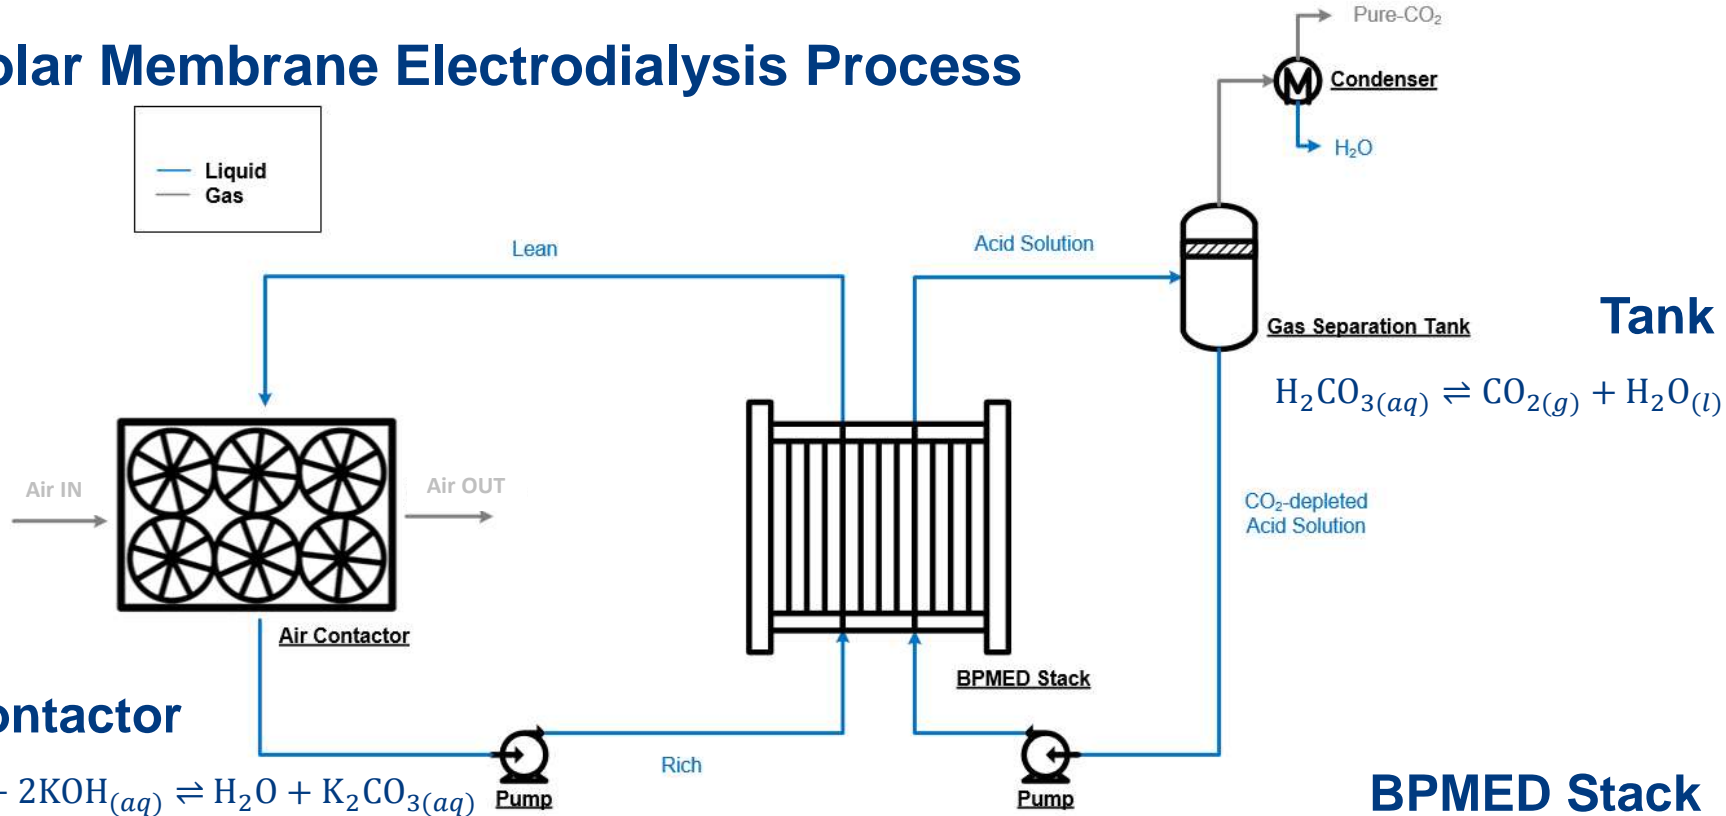 Pure-CO₂
olar Membrane Electrodialysis Process
Condenser
H₂O
Liquid
Gas
Lean
Acid Solution
Tank
Gas Separation Tank
H₂CO₃(aq) ⇌ CO₂(g) + H₂O(l)
Air IN
Air OUT
CO₂-depleted
Acid Solution
Air Contactor
BPMED Stack
ontactor
Rich
2KOH(aq) ⇌ H₂O + K₂CO₃(aq)
Pump
Pump
BPMED Stack